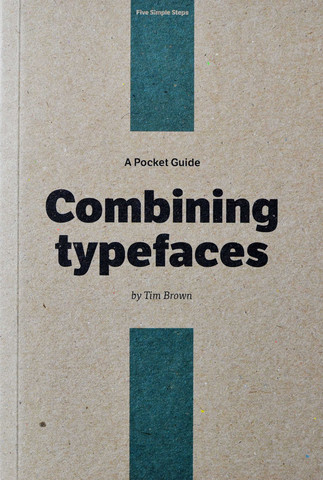 Five Simple Steps
A Pocket Guide
Combining
typefaces
by Tim Brown